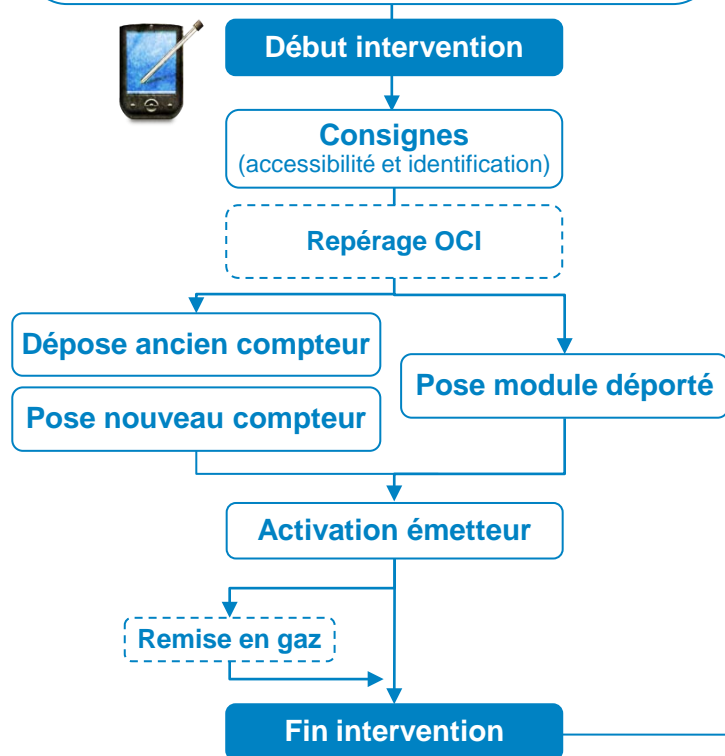 Début intervention
Consignes
(accessibilité et identification)
Repérage OCI
Dépose ancien compteur
Pose nouveau compteur
Pose module déporté
Activation émetteur
Remise en gaz
Fin intervention